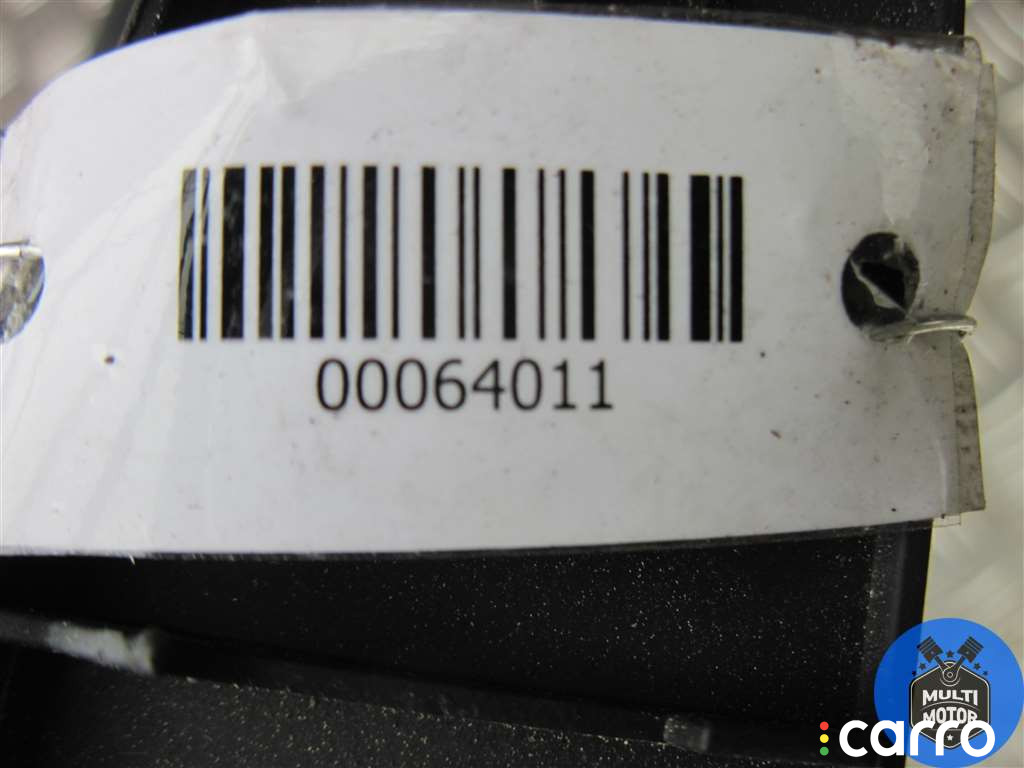 00064011
MULTI
MOTOR
carro